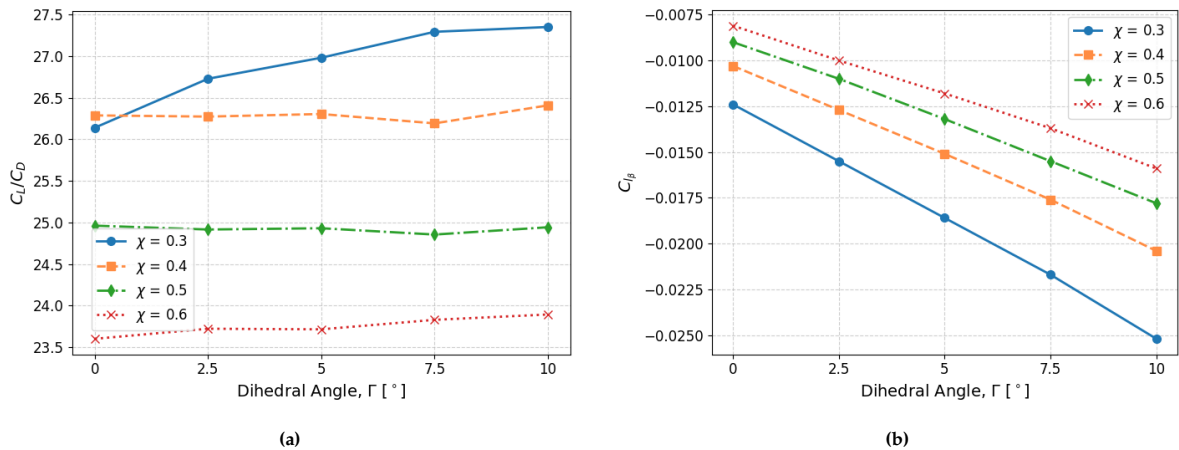 27.5
27.0
26.5
26.0
25.5
25.0
24.5
24.0
23.5
C_L/C_D
χ = 0.3
χ = 0.4
χ = 0.5
χ = 0.6
0 2.5 5 7.5 10
Dihedral Angle, Γ [°]
(a)
−0.0075
−0.0100
−0.0125
−0.0150
−0.0175
−0.0200
−0.0225
−0.0250
C_{l_β}
χ = 0.3
χ = 0.4
χ = 0.5
χ = 0.6
0 2.5 5 7.5 10
Dihedral Angle, Γ [°]
(b)